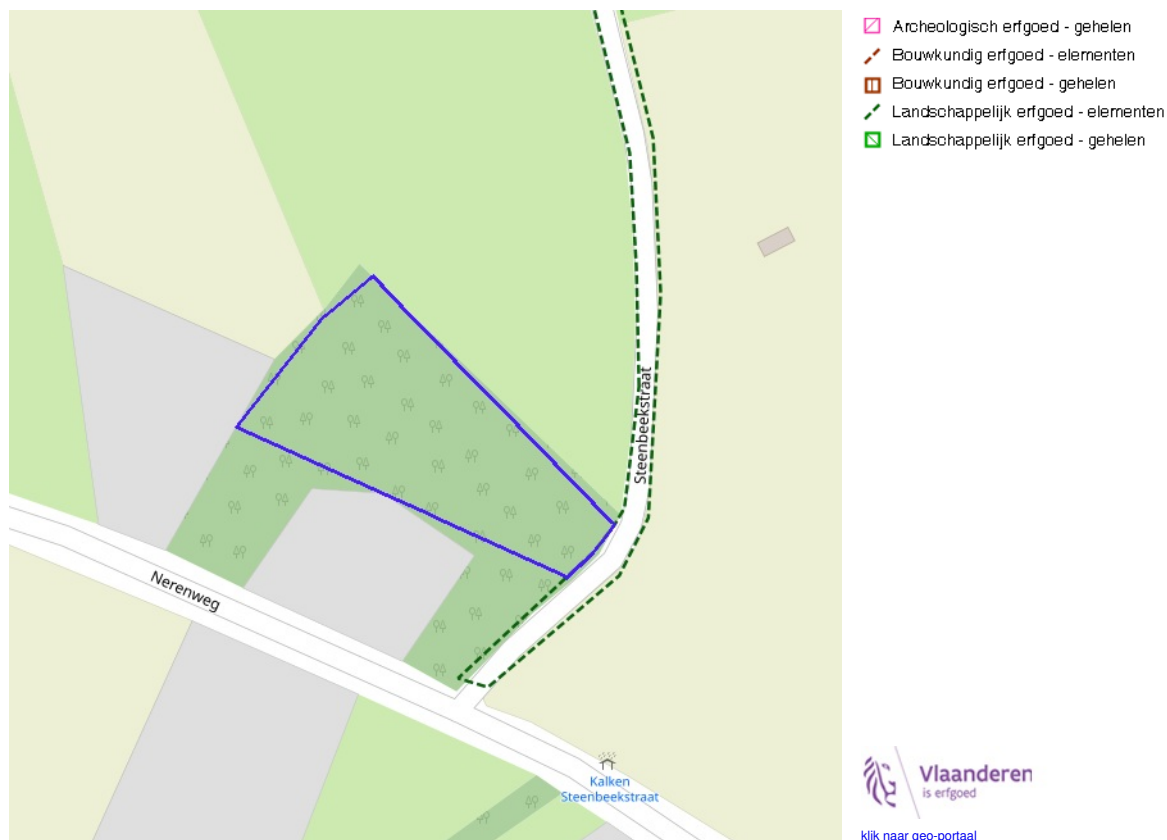 Archeologisch erfgoed - gehelen
Bouwkundig erfgoed - elementen
Bouwkundig erfgoed - gehelen
Landschappelijk erfgoed - elementen
Landschappelijk erfgoed - gehelen
Steenbeekstraat
Nerenweg
Kalken
Steenbeekstraat
Vlaanderen
is erfgoed
klik naar geo-portaal